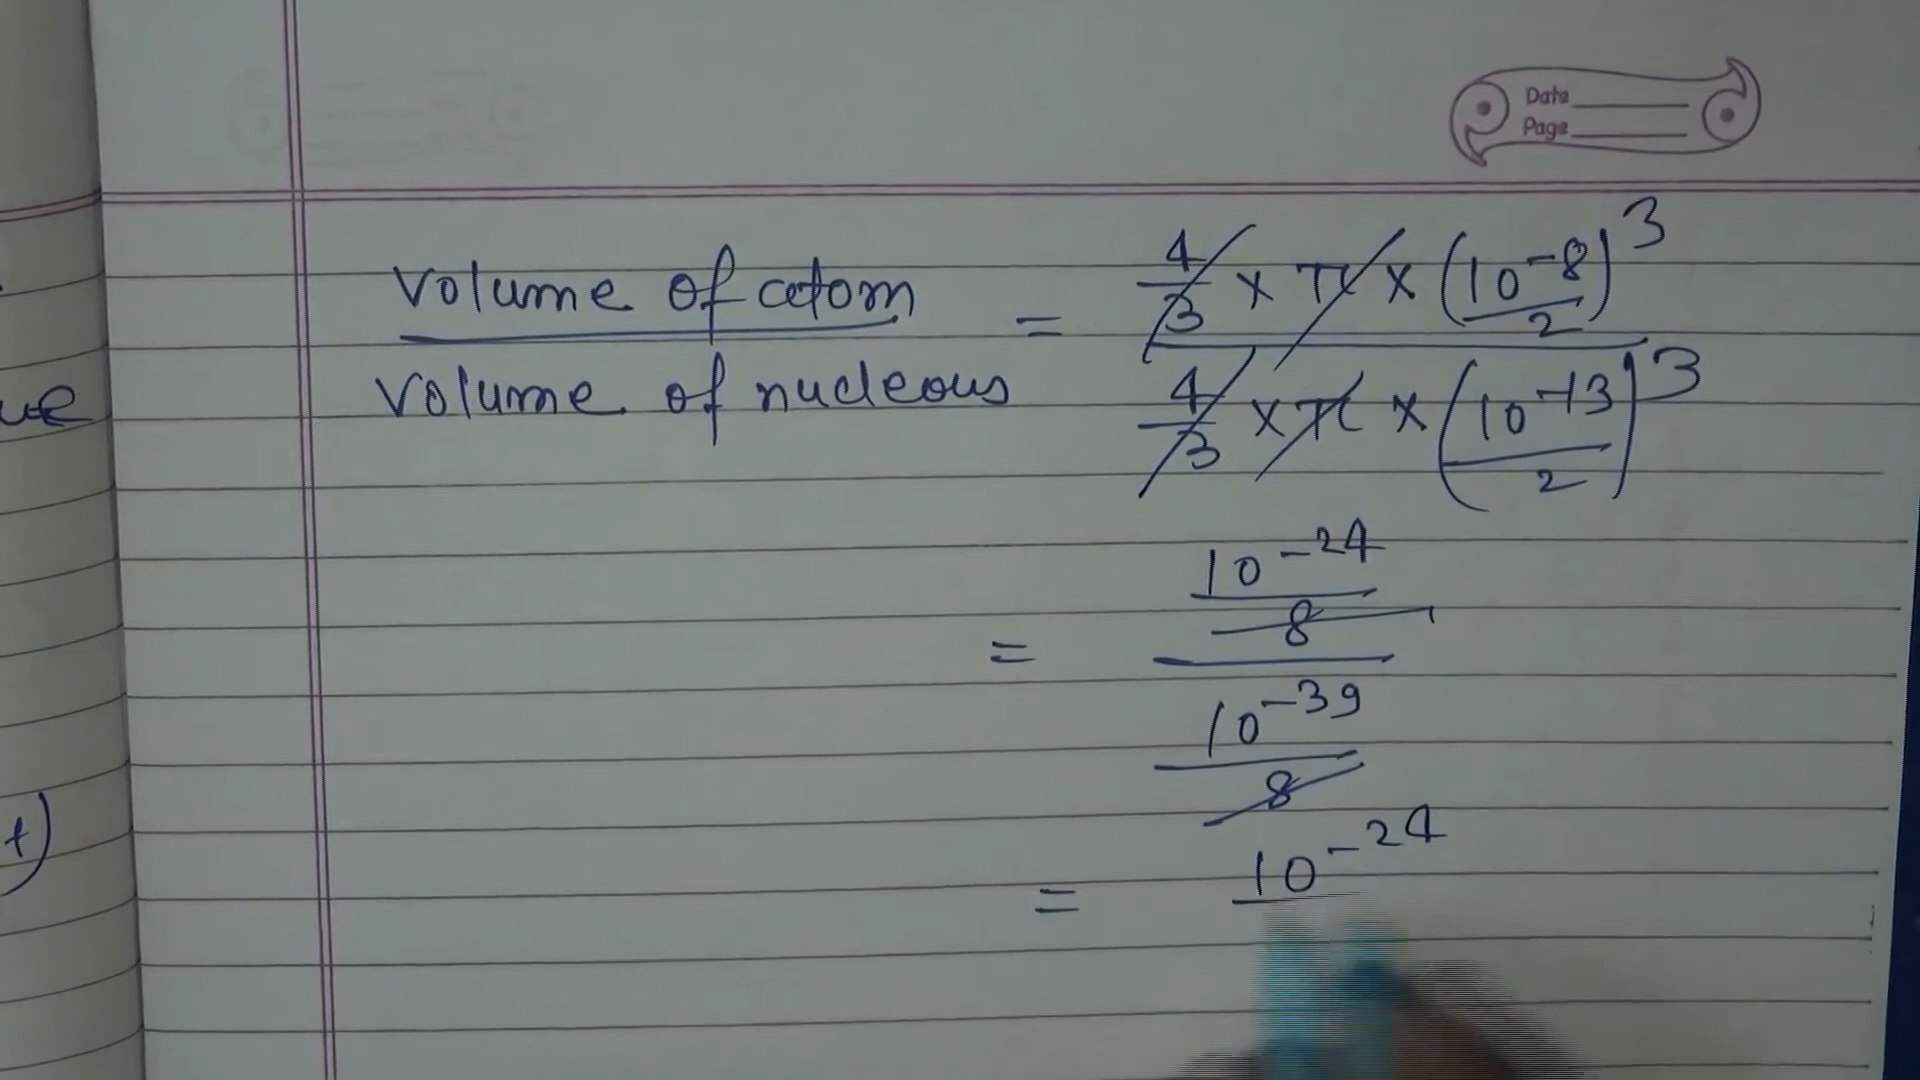 Date
Page
volume of atom / volume of nucleous = 4/3 × π × (10^-8/2)^3 / 4/3 × π × (10^-13/2)^3
= 10^-24/8 / 10^-39/8
= 10^-24
ue
t)